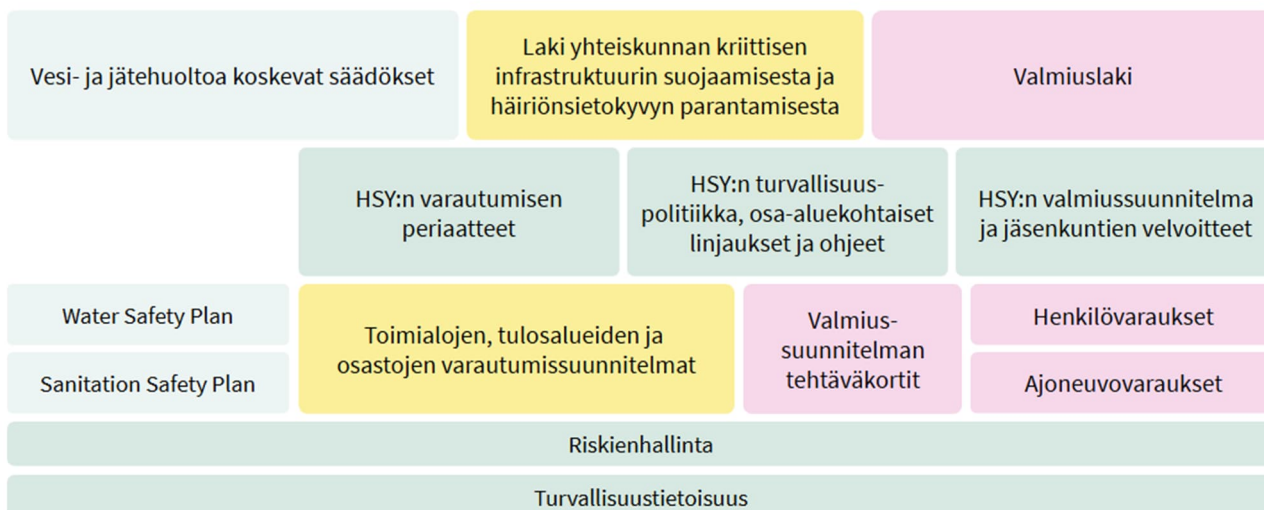 Vesi- ja jätehuoltoa koskevat säädökset
Laki yhteiskunnan kriittisen
infrastruktuurin suojaamisesta ja
häiriönsietokyvyn parantamisesta
Valmiuslaki
HSY:n varautumisen
periaatteet
HSY:n turvallisuus-
politiikka, osa-aluekohtaiset
linjaukset ja ohjeet
HSY:n valmiussuunnitelma
ja jäsenkuntien velvoitteet
Water Safety Plan
Sanitation Safety Plan
Toimialojen, tulosalueiden ja
osastojen varautumissuunnitelmat
Valmius-
suunnitelman
tehtäväkortit
Henkilövaraukset
Ajoneuvovaraukset
Riskienhallinta
Turvallisuustietoisuus